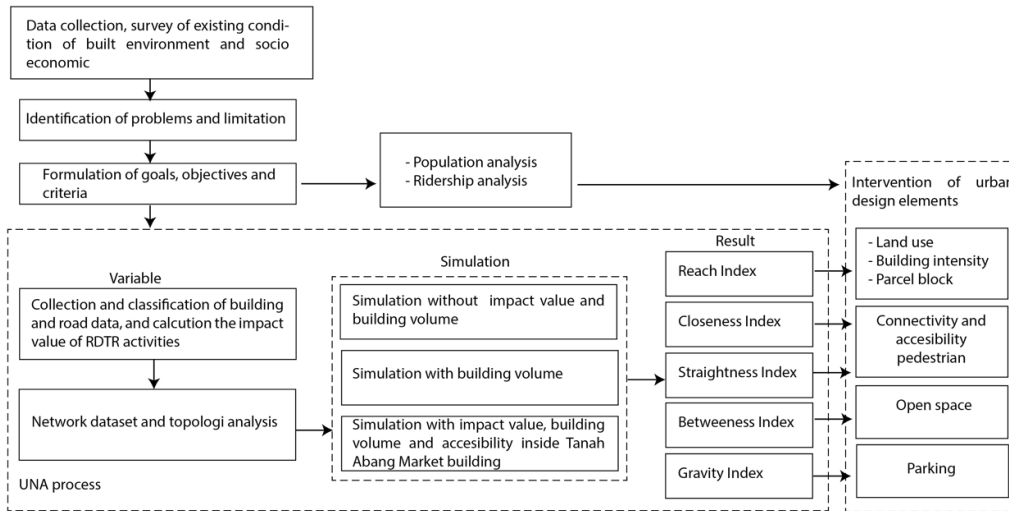 Data collection, survey of existing condi-
tion of built environment and socio
economic
Identification of problems and limitation
Formulation of goals, objectives and
criteria
- Population analysis
- Ridership analysis
Intervention of urban
design elements
Variable
Collection and classification of building
and road data, and calcution the impact
value of RDTR activities
Network dataset and topologi analysis
UNA process
Simulation
Simulation without impact value and
building volume
Simulation with building volume
Simulation with impact value, building
volume and accesibility inside Tanah
Abang Market building
Result
Reach Index
Closeness Index
Straightness Index
Betweeness Index
Gravity Index
- Land use
- Building intensity
- Parcel block
Connectivity and
accesibility
pedestrian
Open space
Parking